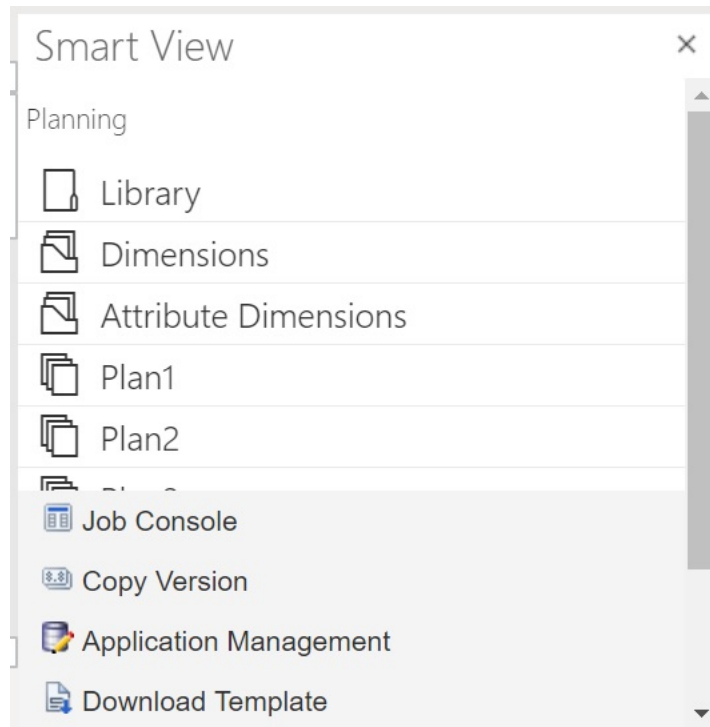 Smart View
Planning
Library
Dimensions
Attribute Dimensions
Plan1
Plan2
Job Console
Copy Version
Application Management
Download Template